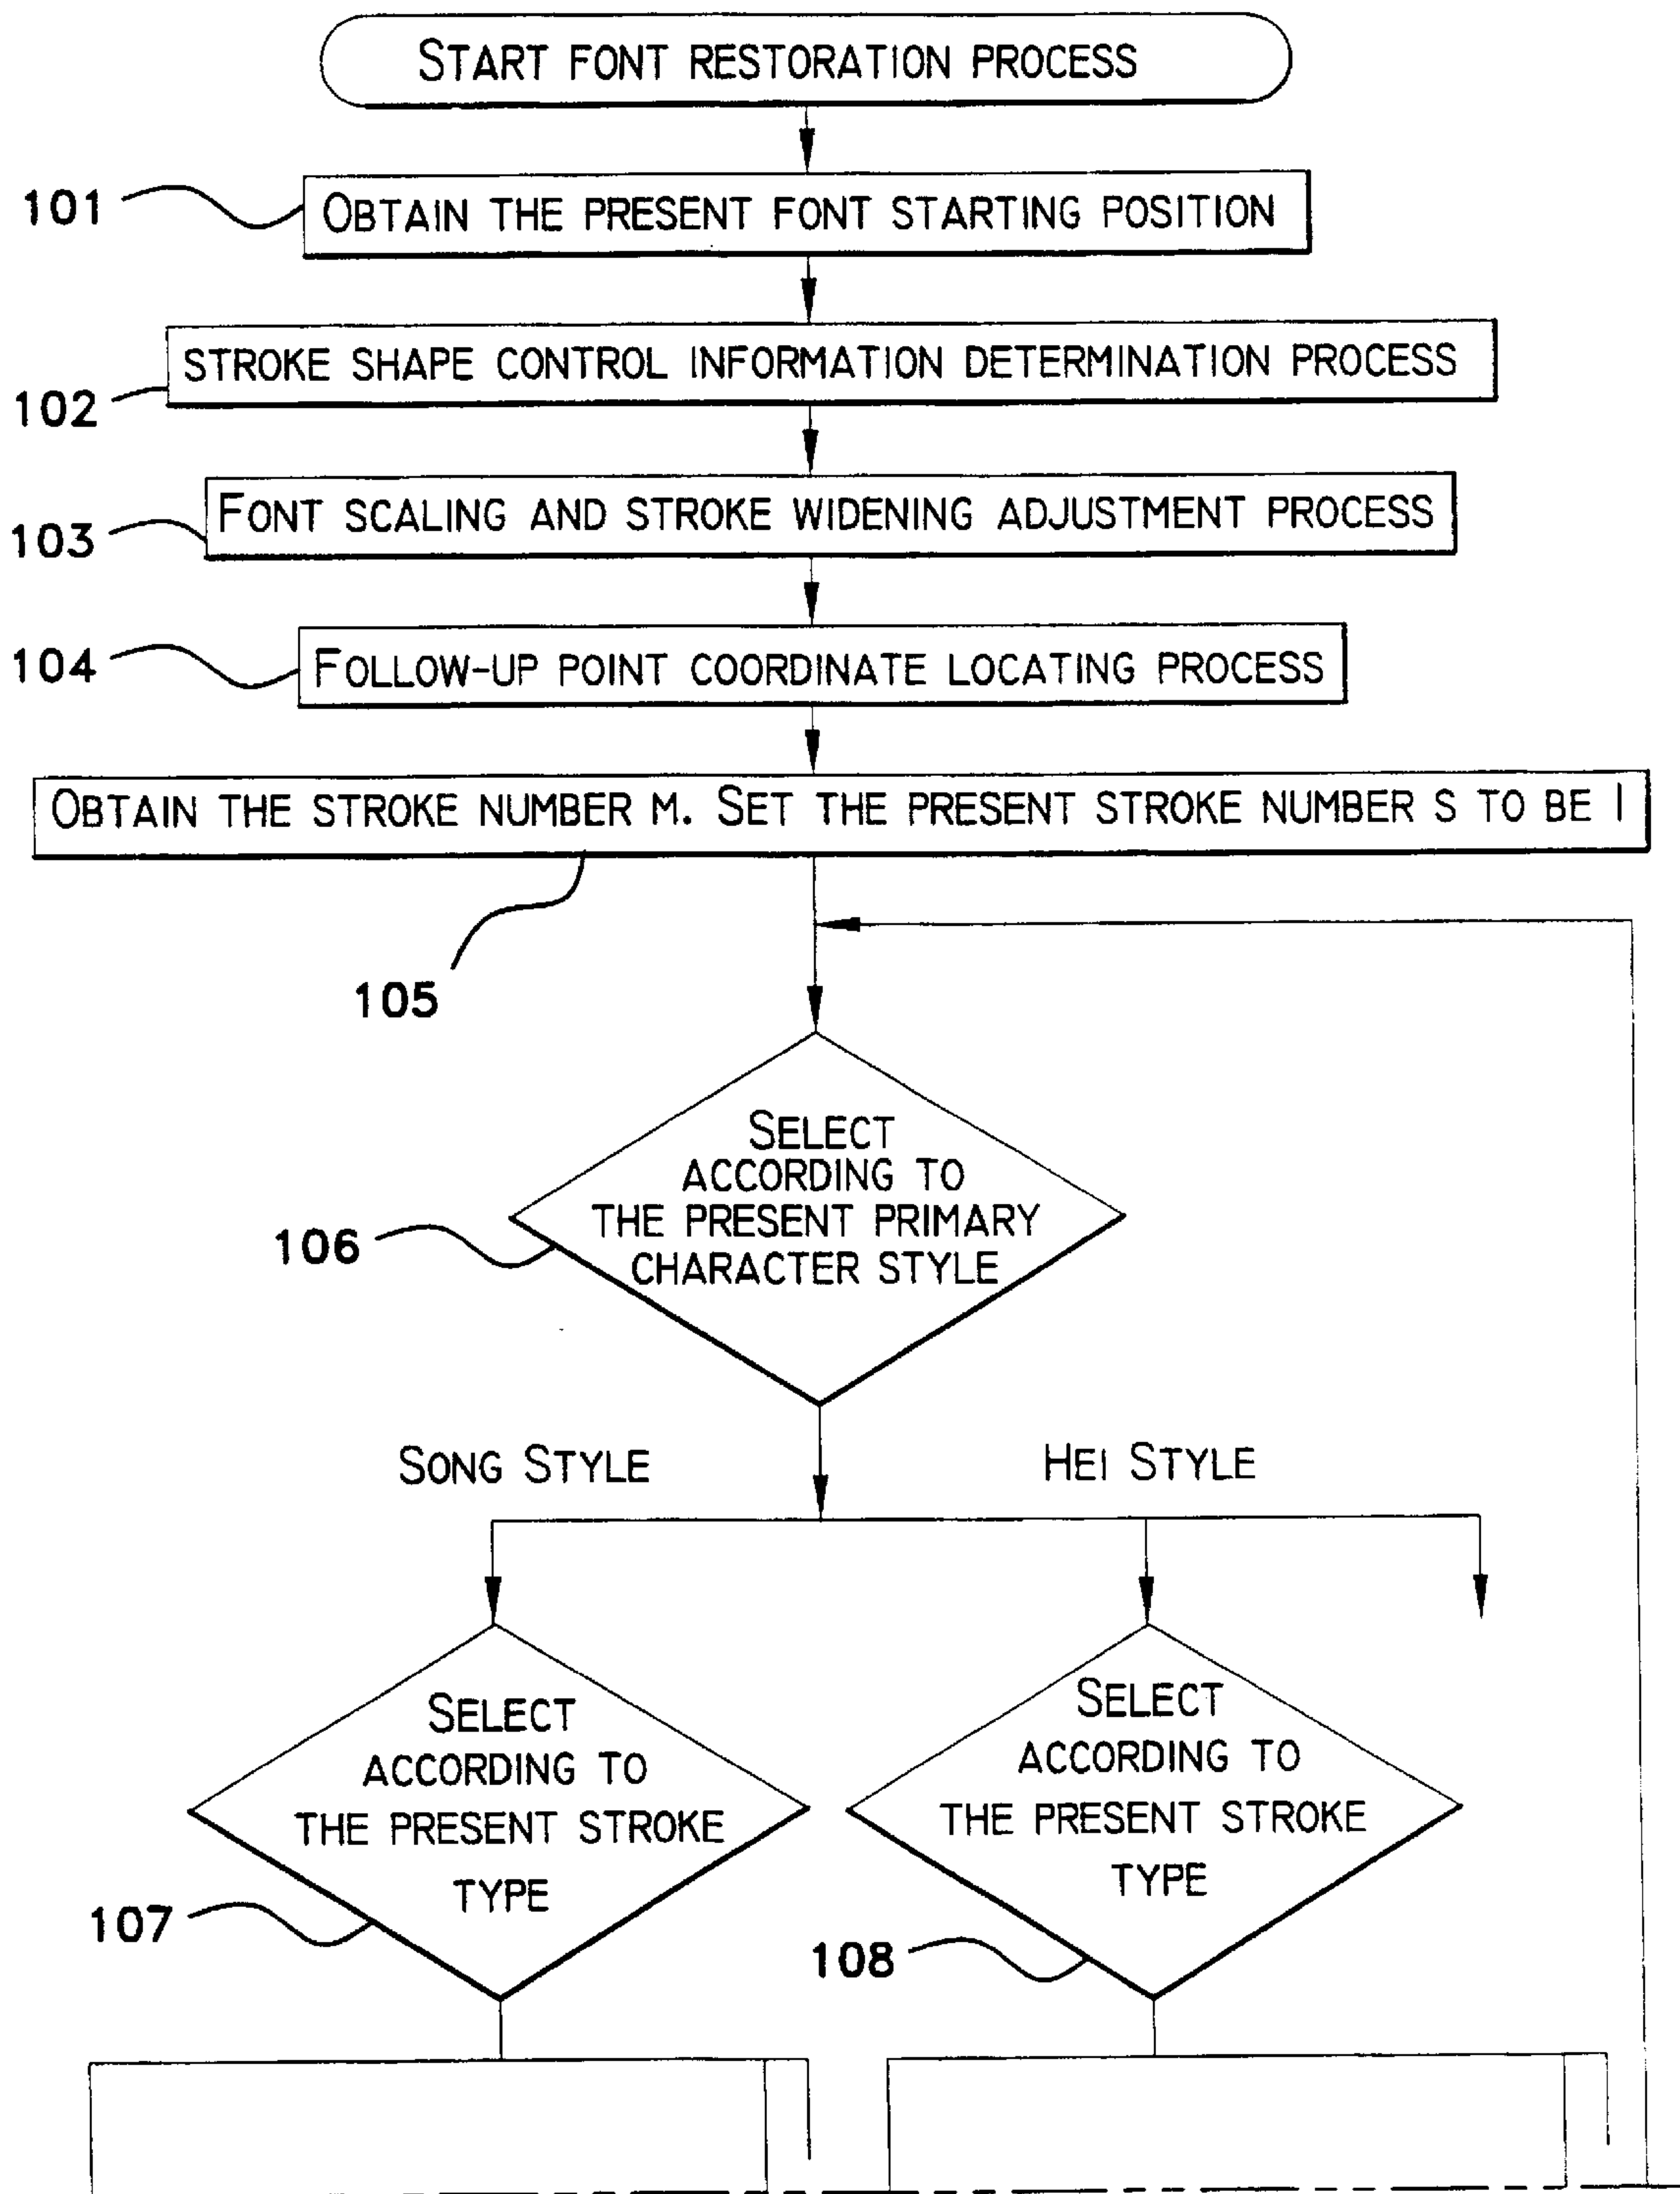 START FONT RESTORATION PROCESS
101
OBTAIN THE PRESENT FONT STARTING POSITION
STROKE SHAPE CONTROL INFORMATION DETERMINATION PROCESS
102
FONT SCALING AND STROKE WIDENING ADJUSTMENT PROCESS
103
FOLLOW-UP POINT COORDINATE LOCATING PROCESS
104
OBTAIN THE STROKE NUMBER M. SET THE PRESENT STROKE NUMBER S TO BE 1
105
SELECT
ACCORDING TO
THE PRESENT PRIMARY
CHARACTER STYLE
106
SONG STYLE
HEI STYLE
SELECT
ACCORDING TO
THE PRESENT STROKE
TYPE
107
SELECT
ACCORDING TO
THE PRESENT STROKE
TYPE
108